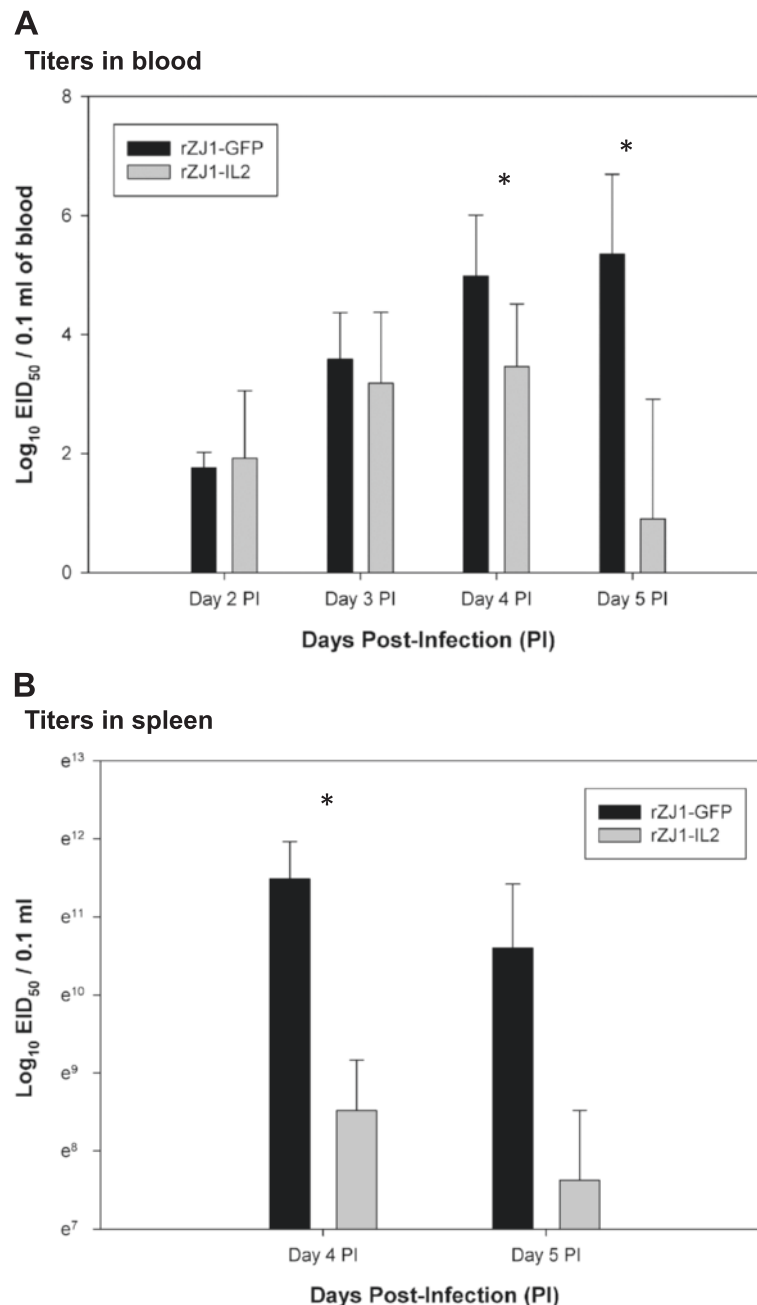 A
Titers in blood
8
rZJ1-GFP
rZJ1-IL2
*
*
6
4
2
0
Log₁₀ EID₅₀ / 0.1 ml of blood
Day 2 PI Day 3 PI Day 4 PI Day 5 PI
Days Post-Infection (PI)
B
Titers in spleen
e¹³
*
rZJ1-GFP
rZJ1-IL2
e¹²
e¹¹
e¹⁰
e⁹
e⁸
e⁷
Log₁₀ EID₅₀ / 0.1 ml
Day 4 PI Day 5 PI
Days Post-Infection (PI)